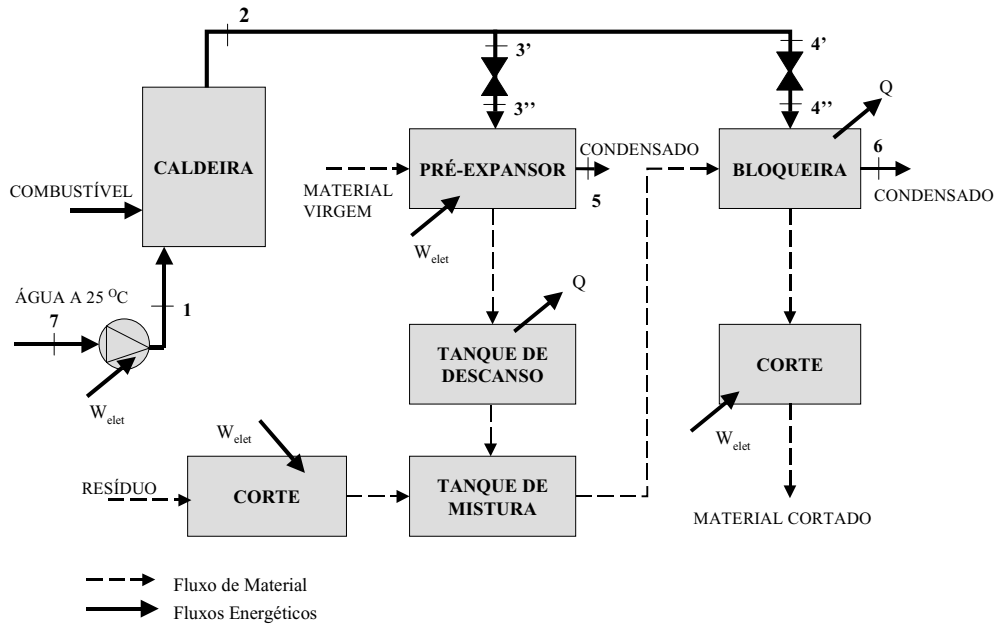 2
3'
4'
3''
4''
Q
CALDEIRA
PRÉ-EXPANSOR
CONDENSADO
5
BLOQUEIRA
6
CONDENSADO
COMBUSTÍVEL
MATERIAL
VIRGEM
W elet
ÁGUA A 25 ºC
7
1
W elet
Q
TANQUE DE
DESCANSO
CORTE
W elet
W elet
RESÍDUO
CORTE
TANQUE DE
MISTURA
MATERIAL CORTADO
Fluxo de Material
Fluxos Energéticos